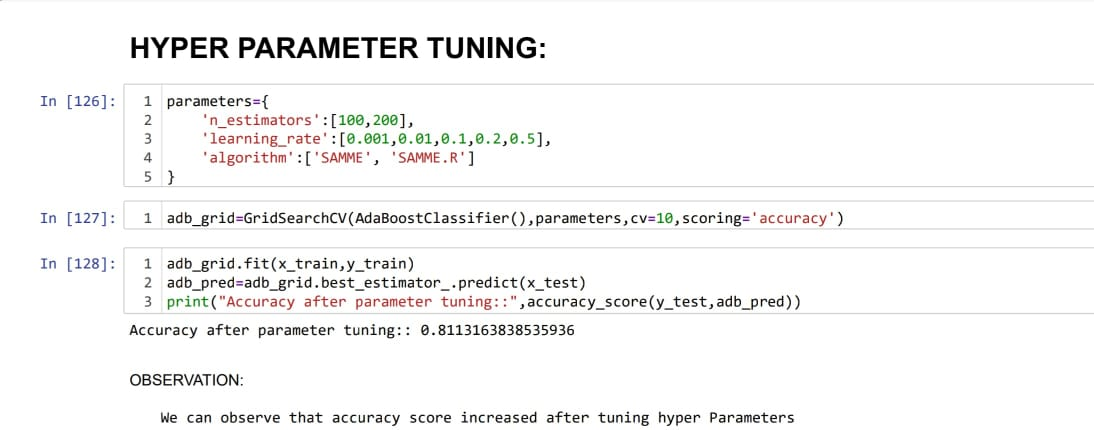 HYPER PARAMETER TUNING:
In [126]:
1 parameters={
2     'n_estimators':[100,200],
3     'learning_rate':[0.001,0.01,0.1,0.2,0.5],
4     'algorithm':['SAMME', 'SAMME.R']
5 }
In [127]:
1 adb_grid=GridSearchCV(AdaBoostClassifier(),parameters,cv=10,scoring='accuracy')
In [128]:
1 adb_grid.fit(x_train,y_train)
2 adb_pred=adb_grid.best_estimator_.predict(x_test)
3 print("Accuracy after parameter tuning::",accuracy_score(y_test,adb_pred))
Accuracy after parameter tuning:: 0.8113163838535936
OBSERVATION:
We can observe that accuracy score increased after tuning hyper Parameters